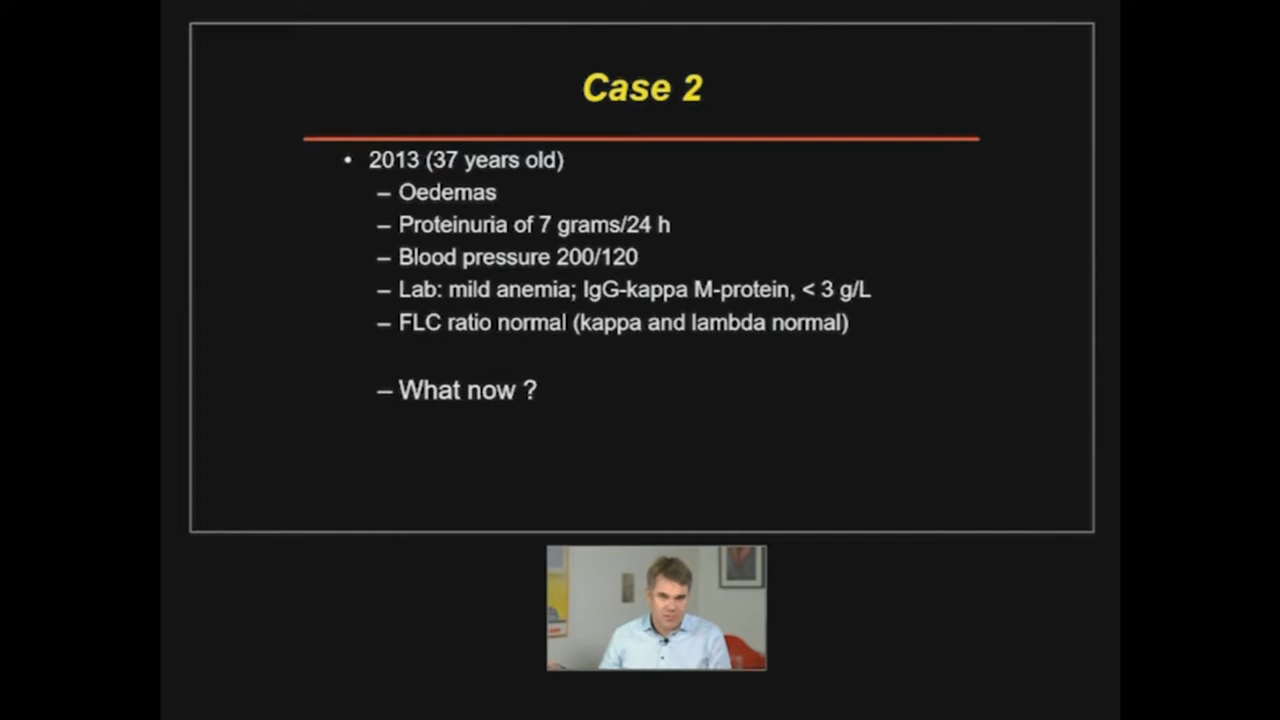 Case 2
• 2013 (37 years old)
– Oedemas
– Proteinuria of 7 grams/24 h
– Blood pressure 200/120
– Lab: mild anemia; IgG-kappa M-protein, < 3 g/L
– FLC ratio normal (kappa and lambda normal)
– What now ?